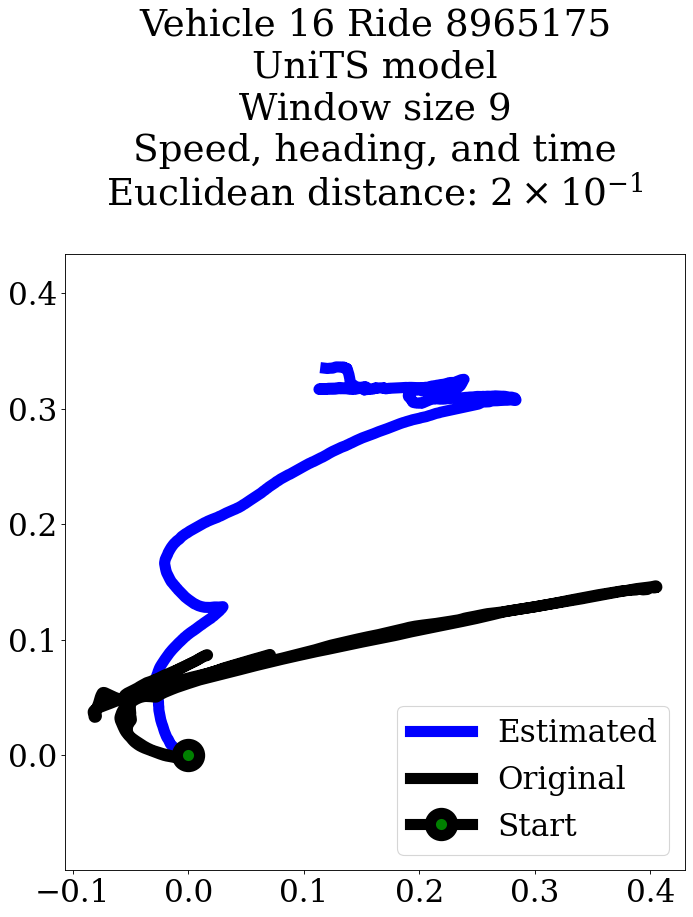 Vehicle 16 Ride 8965175
UniTS model
Window size 9
Speed, heading, and time
Euclidean distance: 2 × 10⁻¹
0.4
0.3
0.2
0.1
0.0
Estimated
Original
Start
−0.1 0.0 0.1 0.2 0.3 0.4